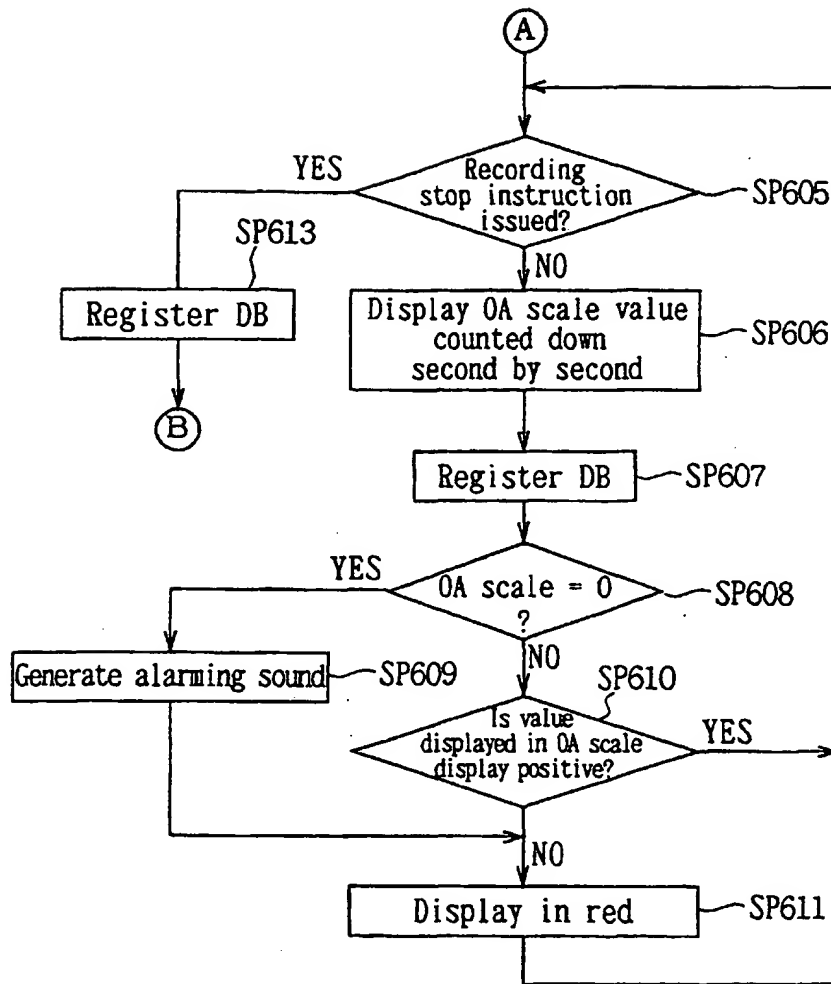 A
YES
Recording
stop instruction
issued?
SP605
SP613
NO
Register DB
Display OA scale value
counted down
second by second
SP606
B
Register DB
SP607
YES
OA scale = 0
?
SP608
Generate alarming sound
SP609
NO
SP610
Is value
displayed in OA scale
display positive?
YES
NO
Display in red
SP611